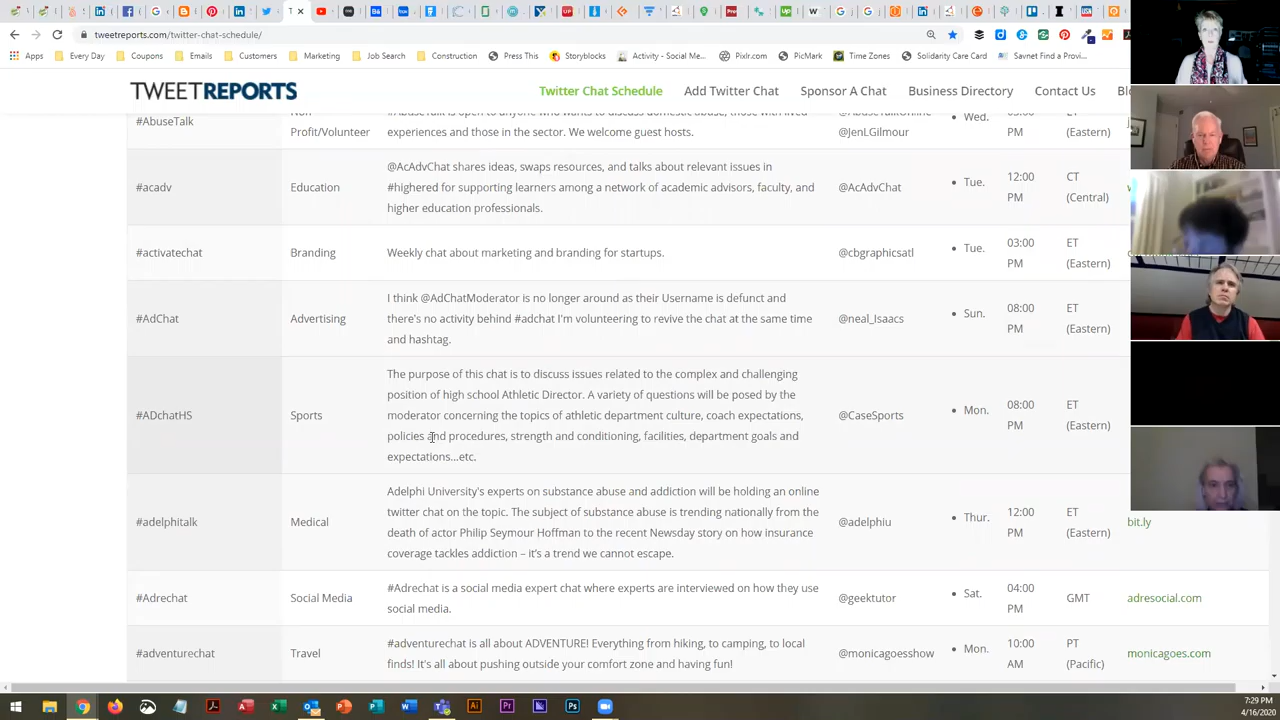 T
tweetreports.com/twitter-chat-schedule/
Apps Every Day Coupons Emails Customers Marketing Job Search Construction Press This Sky blocks Activity - Social Me... Pixlr.com PicMark Time Zones Solidarity Care Card Savnet Find a Provi...
TWEETREPORTS
Twitter Chat Schedule Add Twitter Chat Sponsor A Chat Business Directory Contact Us
#AbuseTalk
Profit/Volunteer
experiences and those in the sector. We welcome guest hosts.
@JenLGilmour
Wed.
PM
(Eastern)
#acadv
Education
@AcAdvChat shares ideas, swaps resources, and talks about relevant issues in
#highered for supporting learners among a network of academic advisors, faculty, and
higher education professionals.
@AcAdvChat
Tue.
12:00
PM
CT
(Central)
#activatechat
Branding
Weekly chat about marketing and branding for startups.
@cbgraphicsatl
Tue.
03:00
PM
ET
(Eastern)
#AdChat
Advertising
I think @AdChatModerator is no longer around as their Username is defunct and
there's no activity behind #adchat I'm volunteering to revive the chat at the same time
and hashtag.
@neal_Isaacs
Sun.
08:00
PM
ET
(Eastern)
#ADchatHS
Sports
The purpose of this chat is to discuss issues related to the complex and challenging
position of high school Athletic Director. A variety of questions will be posed by the
moderator concerning the topics of athletic department culture, coach expectations,
policies and procedures, strength and conditioning, facilities, department goals and
expectations...etc.
@CaseSports
Mon.
08:00
PM
ET
(Eastern)
#adelphitalk
Medical
Adelphi University's experts on substance abuse and addiction will be holding an online
twitter chat on the topic. The subject of substance abuse is trending nationally from the
death of actor Philip Seymour Hoffman to the recent Newsday story on how insurance
coverage tackles addiction – it's a trend we cannot escape.
@adelphiu
Thur.
12:00
PM
ET
(Eastern)
bit.ly
#Adrechat
Social Media
#Adrechat is a social media expert chat where experts are interviewed on how they use
social media.
@geektutor
Sat.
04:00
PM
GMT
adresocial.com
#adventurechat
Travel
#adventurechat is all about ADVENTURE! Everything from hiking, to camping, to local
finds! It's all about pushing outside your comfort zone and having fun!
@monicagoesshow
Mon.
10:00
AM
PT
(Pacific)
monicagoes.com
7:29 PM
4/16/2020